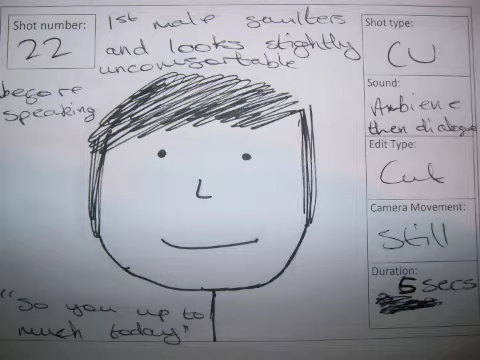 Shot number:
22
1st male faulters
and looks slightly
uncomfortable
before
speaking
Shot type:
CU
Sound:
Ambience
then dialogue
Edit Type:
Cut
Camera Movement:
Still
Duration:
5 secs
"So you up to
much today"